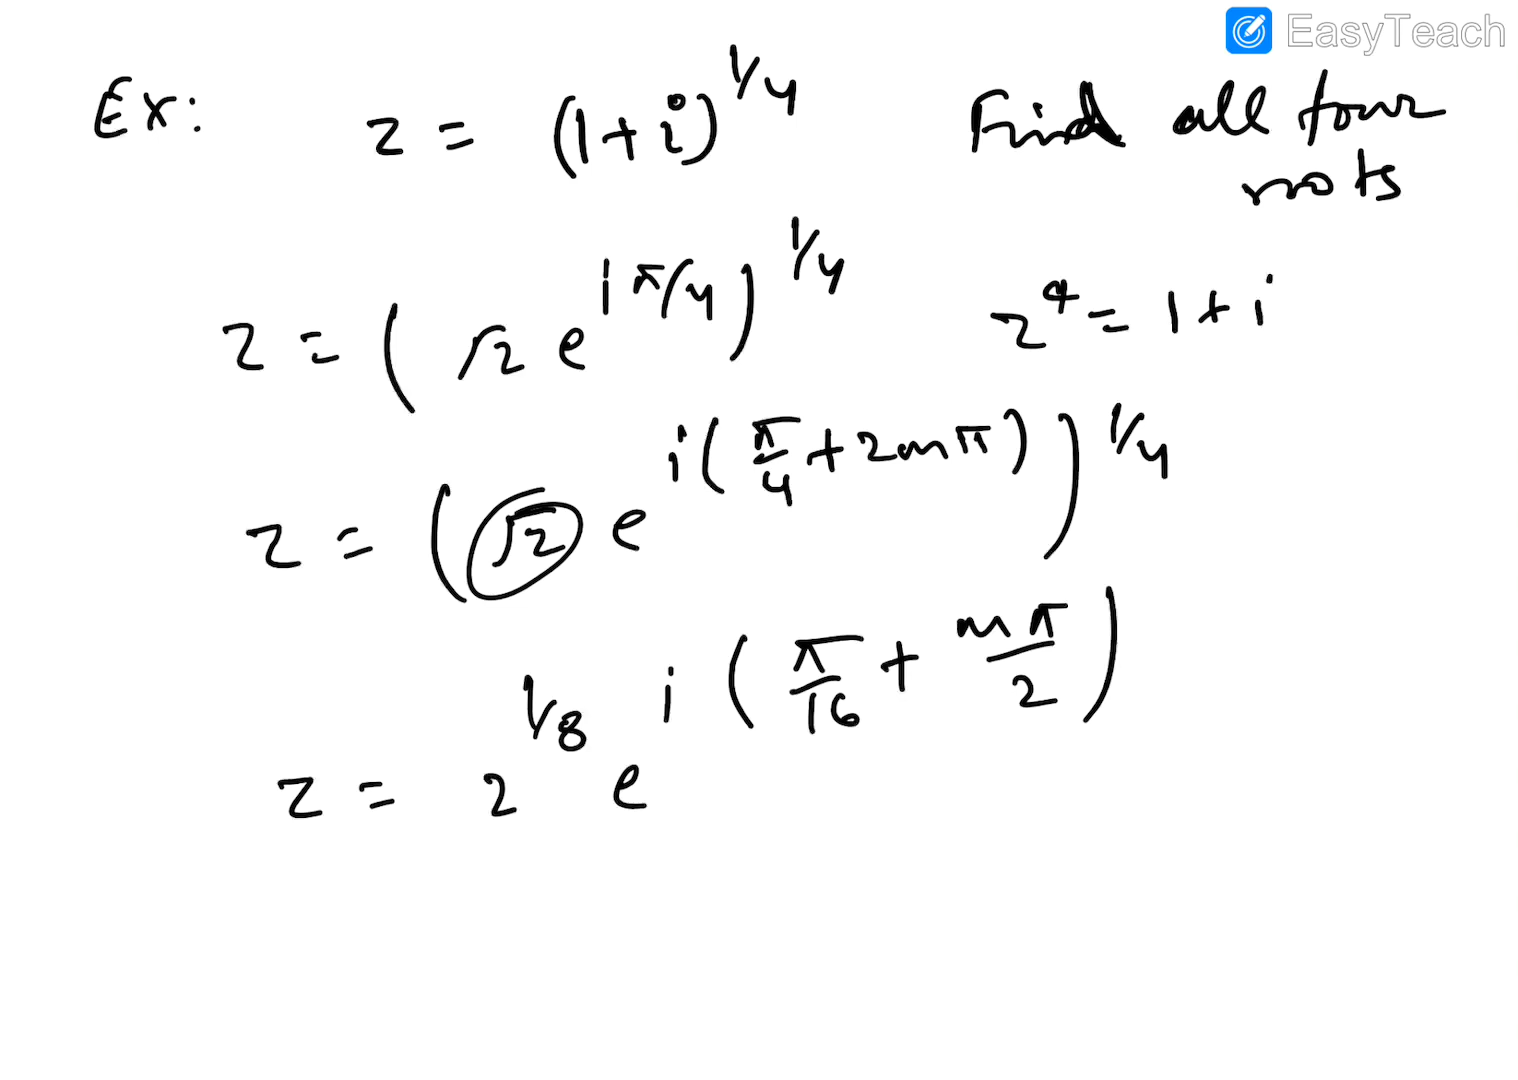 EasyTeach
Ex: z = (1+i)^1/4 Find all four
roots
z = (√2 e^iπ/4)^1/4 z^4 = 1+i
z = (√2 e^i(π/4 + 2mπ))^1/4
z = 2^1/8 e^i(π/16 + mπ/2)